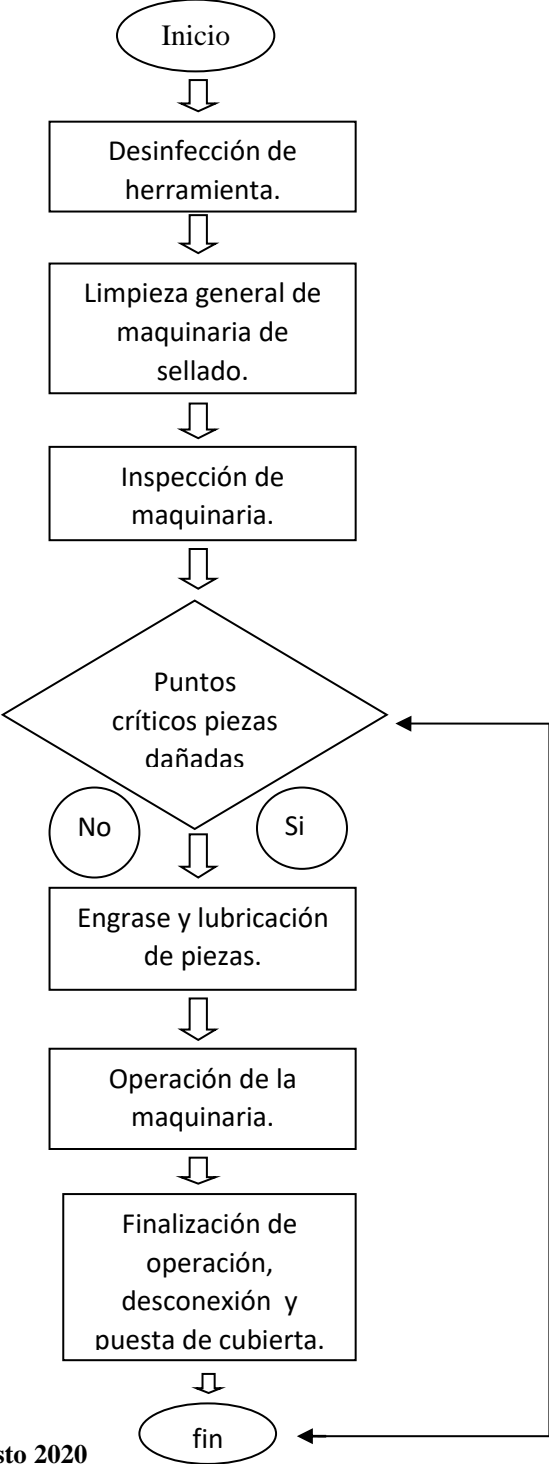 Inicio
Desinfección de
herramienta.
Limpieza general de
maquinaria de
sellado.
Inspección de
maquinaria.
Puntos
críticos piezas
dañadas
No
Si
Engrase y lubricación
de piezas.
Operación de la
maquinaria.
Finalización de
operación,
desconexión y
puesta de cubierta.
fin
2020